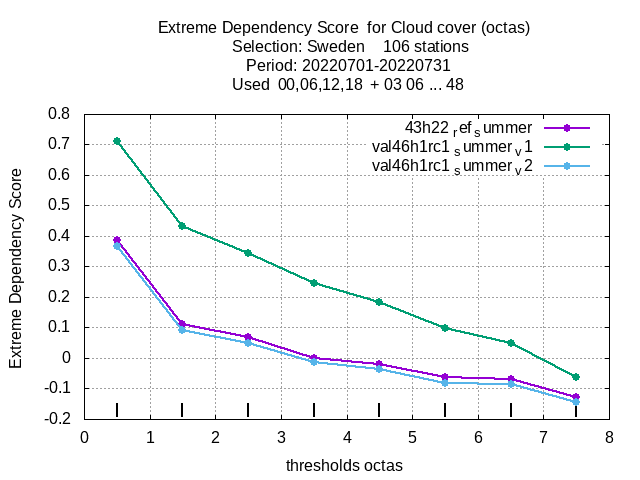 Extreme Dependency Score  for Cloud cover (octas)
Selection: Sweden    106 stations
Period: 20220701-20220731
Used  00,06,12,18  + 03 06 ... 48
43h22 ref summer
val46h1rc1 summer v1
val46h1rc1 summer v2
Extreme Dependency Score
0.8
0.7
0.6
0.5
0.4
0.3
0.2
0.1
0
-0.1
-0.2
0 1 2 3 4 5 6 7 8
thresholds octas